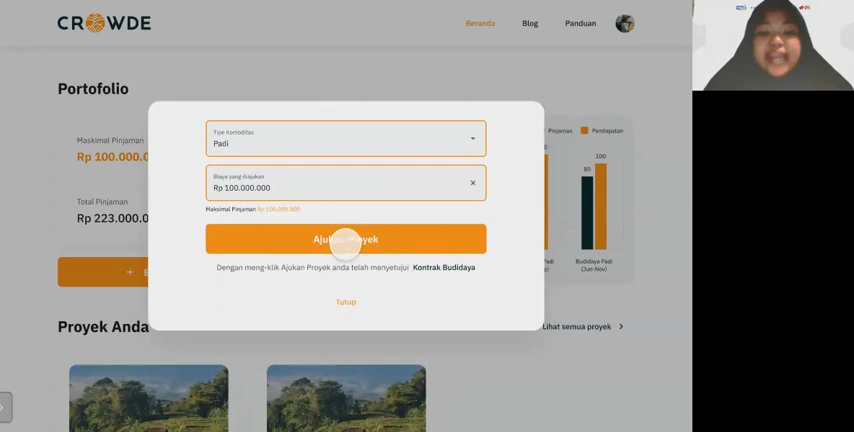 CROWDE
Beranda
Blog
Panduan
Portofolio
Maskimal Pinjaman
Rp 100.000.0
Total Pinjaman
Rp 223.000.0
+
Tipe Komoditas
Padi
Biaya yang diajukan
Rp 100.000.000
Maksimal Pinjaman Rp 100.000.000
Ajukan Proyek
Dengan meng-klik Ajukan Proyek anda telah menyetujui Kontrak Budidaya
Tutup
Pinjaman
Pendapatan
80
100
Budidaya Padi
(Jun-Nov)
Proyek Anda
Lihat semua proyek